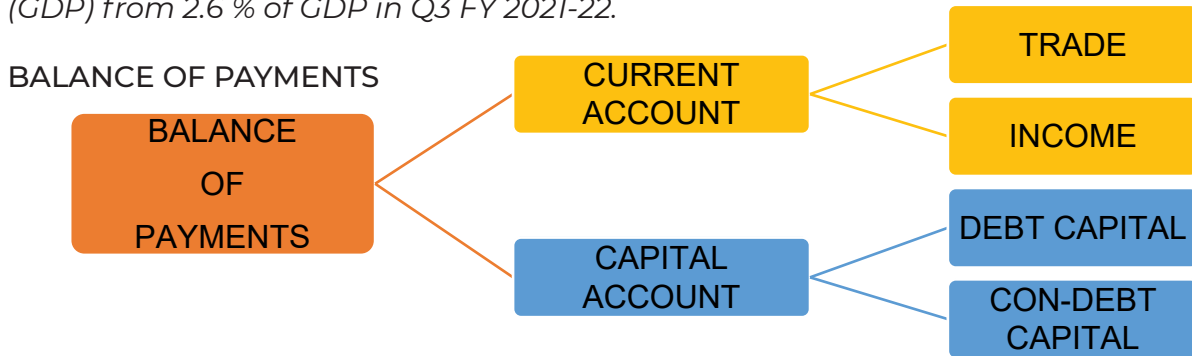 (GDP) from 2.6 % of GDP in Q3 FY 2021-22.
BALANCE OF PAYMENTS
BALANCE
OF
PAYMENTS
CURRENT
ACCOUNT
TRADE
INCOME
CAPITAL
ACCOUNT
DEBT CAPITAL
CON-DEBT
CAPITAL